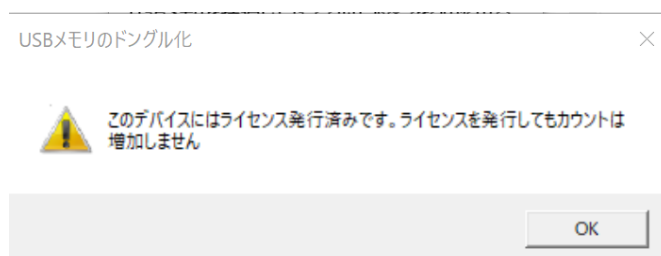 USBメモリのドングル化
このデバイスにはライセンス発行済みです。ライセンスを発行してもカウントは
増加しません
OK